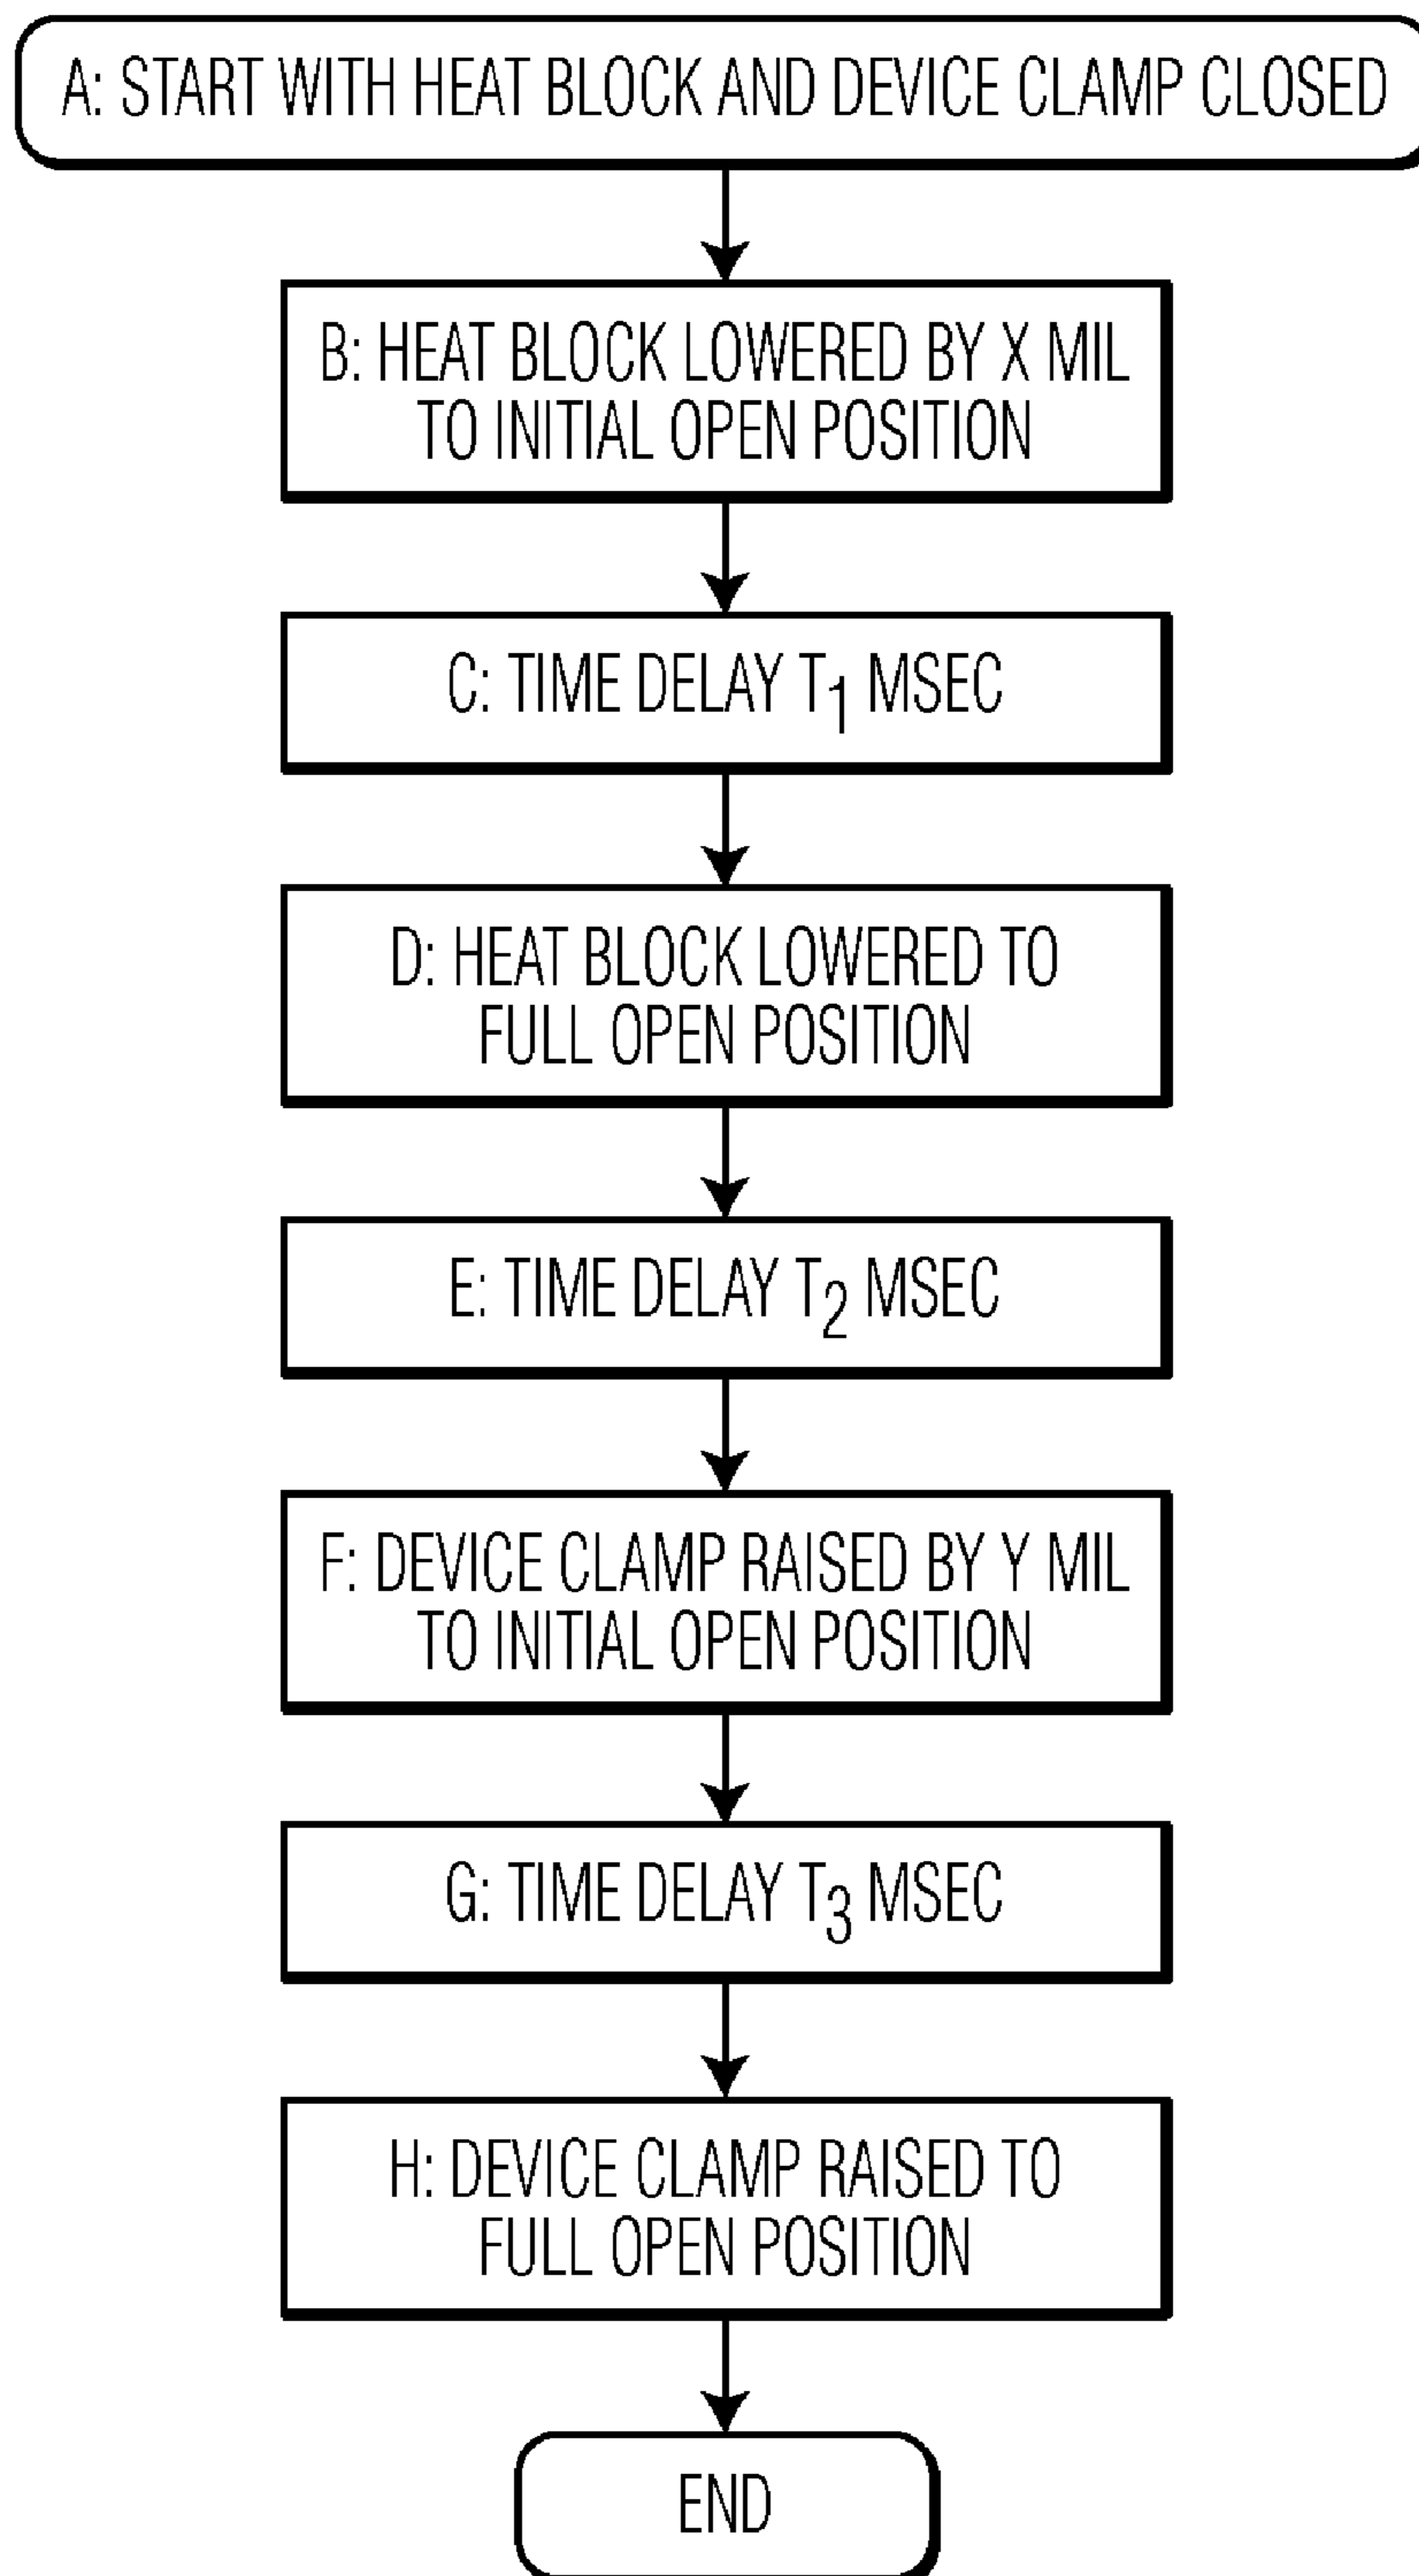 A: START WITH HEAT BLOCK AND DEVICE CLAMP CLOSED
B: HEAT BLOCK LOWERED BY X MIL
TO INITIAL OPEN POSITION
C: TIME DELAY T1 MSEC
D: HEAT BLOCK LOWERED TO
FULL OPEN POSITION
E: TIME DELAY T2 MSEC
F: DEVICE CLAMP RAISED BY Y MIL
TO INITIAL OPEN POSITION
G: TIME DELAY T3 MSEC
H: DEVICE CLAMP RAISED TO
FULL OPEN POSITION
END